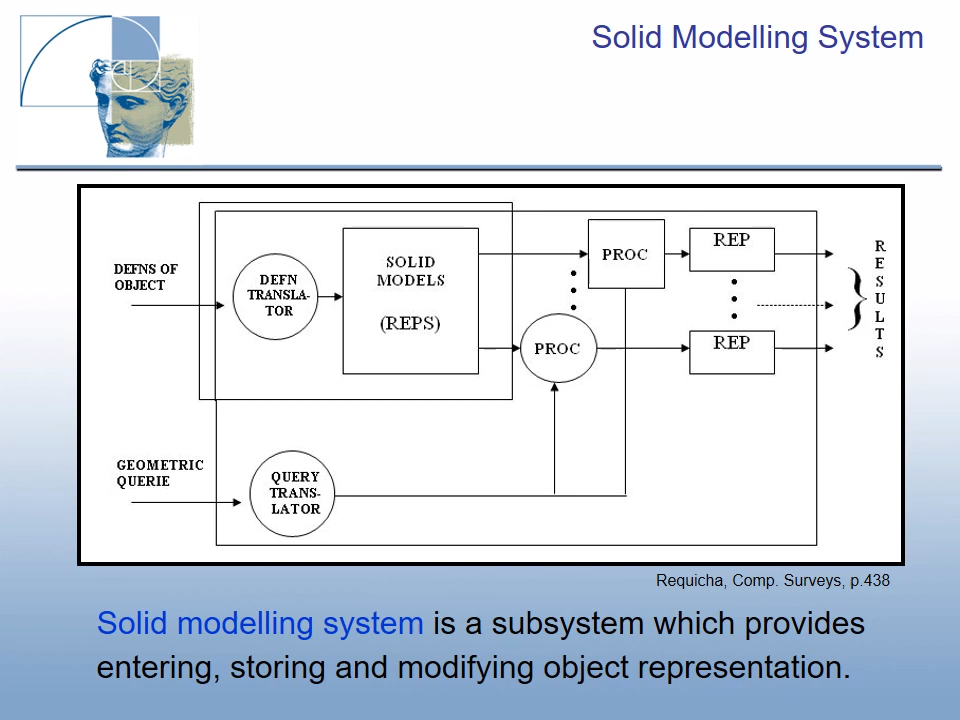 Solid Modelling System
DEFNS OF
OBJECT
DEFN
TRANSLA-
TOR
SOLID
MODELS
(REPS)
PROC
REP
PROC
REP
R
E
S
U
L
T
S
GEOMETRIC
QUERIE
QUERY
TRANS-
LATOR
Requicha, Comp. Surveys, p.438
Solid modelling system is a subsystem which provides
entering, storing and modifying object representation.